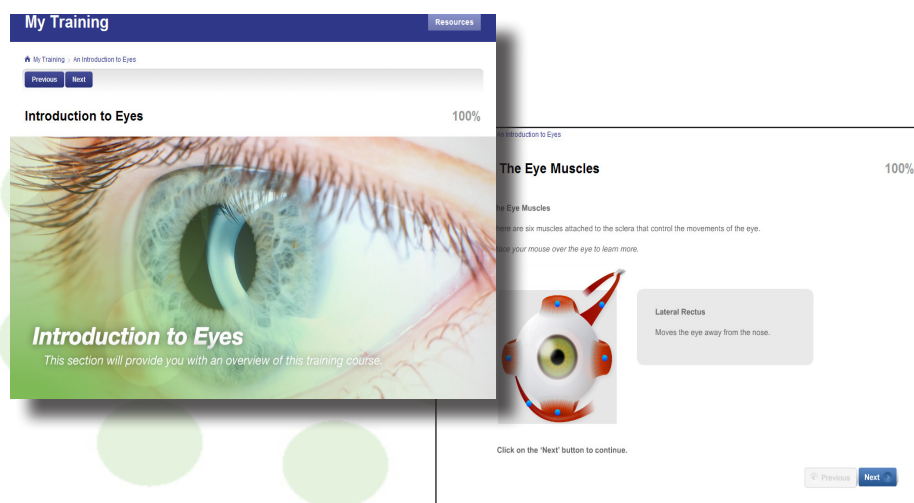 My Training
Resources
My Training › An Introduction to Eyes
Previous Next
Introduction to Eyes 100%
Introduction to Eyes
This section will provide you with an overview of this training course.
Introduction to Eyes
The Eye Muscles 100%
he Eye Muscles
here are six muscles attached to the sclera that control the movements of the eye.
your mouse over the eye to learn more.
Lateral Rectus
Moves the eye away from the nose.
Click on the 'Next' button to continue.
Previous Next